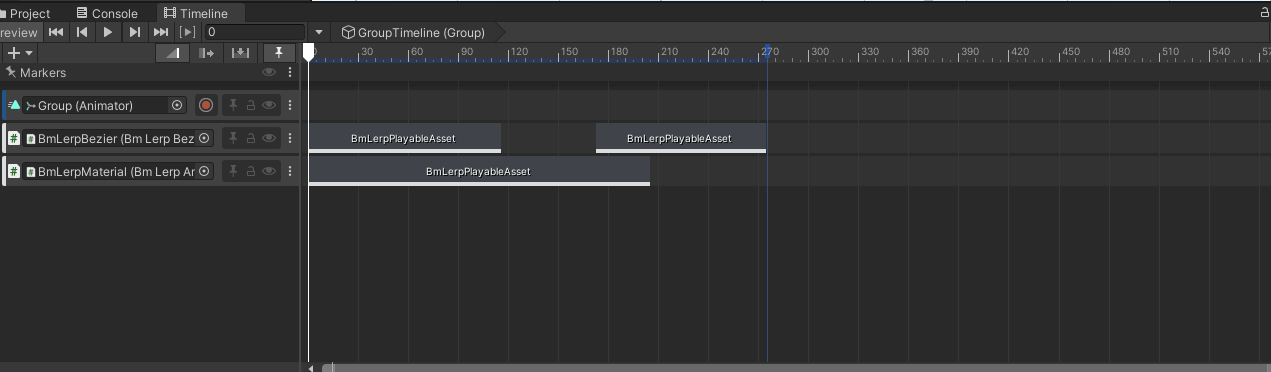 Project Console Timeline
review 0 GroupTimeline (Group)
0 30 60 90 120 150 180 210 240 270 300 330 360 390 420 450 480 510 540 57
Markers
Group (Animator)
# BmLerpBezier (Bm Lerp Bez BmLerpPlayableAsset BmLerpPlayableAsset
# BmLerpMaterial (Bm Lerp Ar BmLerpPlayableAsset